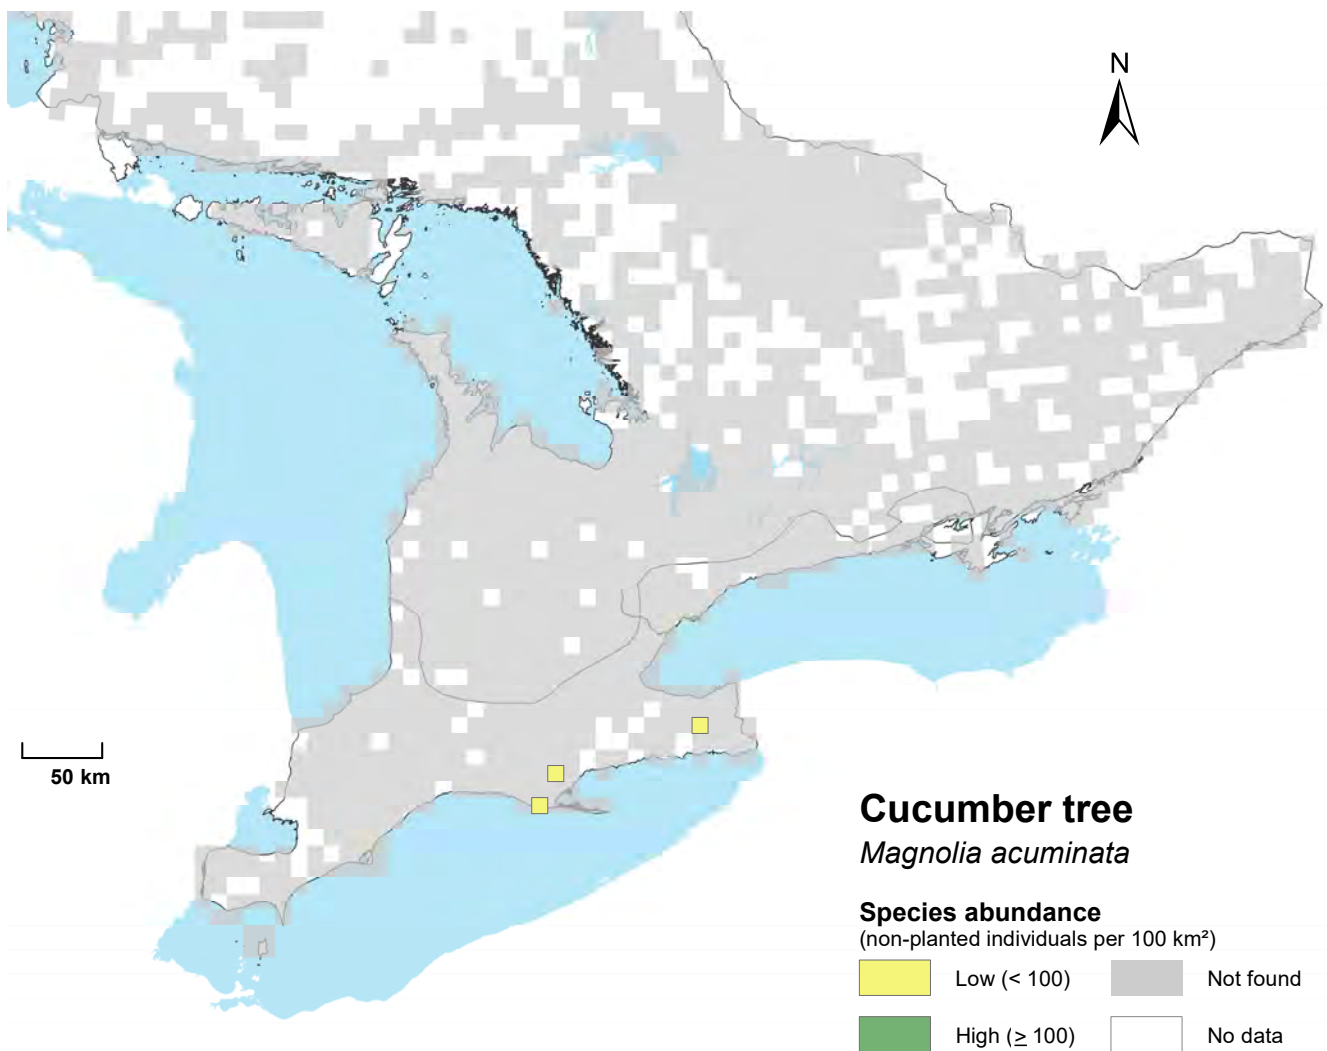 N
50 km
Cucumber tree
Magnolia acuminata
Species abundance
(non-planted individuals per 100 km²)
Low (< 100)
Not found
High (≥ 100)
No data